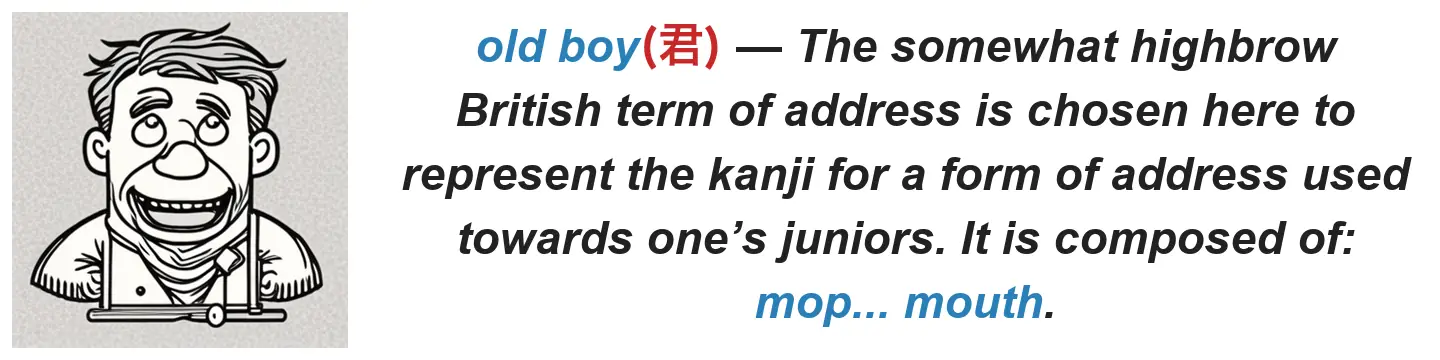 old boy(君) — The somewhat highbrow
British term of address is chosen here to
represent the kanji for a form of address used
towards one’s juniors. It is composed of:
mop... mouth.